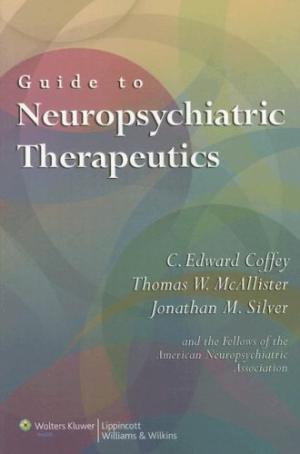 Guide to
Neuropsychiatric
Therapeutics
C. Edward Coffey
Thomas W. McAllister
Jonathan M. Silver
and the Fellows of the
American Neuropsychiatric
Association
Wolters Kluwer | Lippincott
Williams & Wilkins